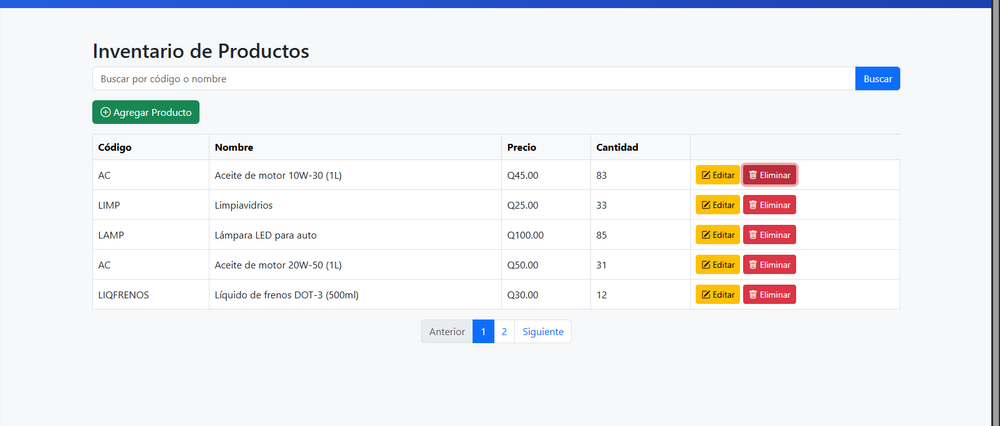 Inventario de Productos
Buscar por código o nombre Buscar
Agregar Producto
Código Nombre Precio Cantidad
AC Aceite de motor 10W-30 (1L) Q45.00 83 Editar Eliminar
LIMP Limpiavidrios Q25.00 33 Editar Eliminar
LAMP Lámpara LED para auto Q100.00 85 Editar Eliminar
AC Aceite de motor 20W-50 (1L) Q50.00 31 Editar Eliminar
LIQFRENOS Líquido de frenos DOT-3 (500ml) Q30.00 12 Editar Eliminar
Anterior 1 2 Siguiente